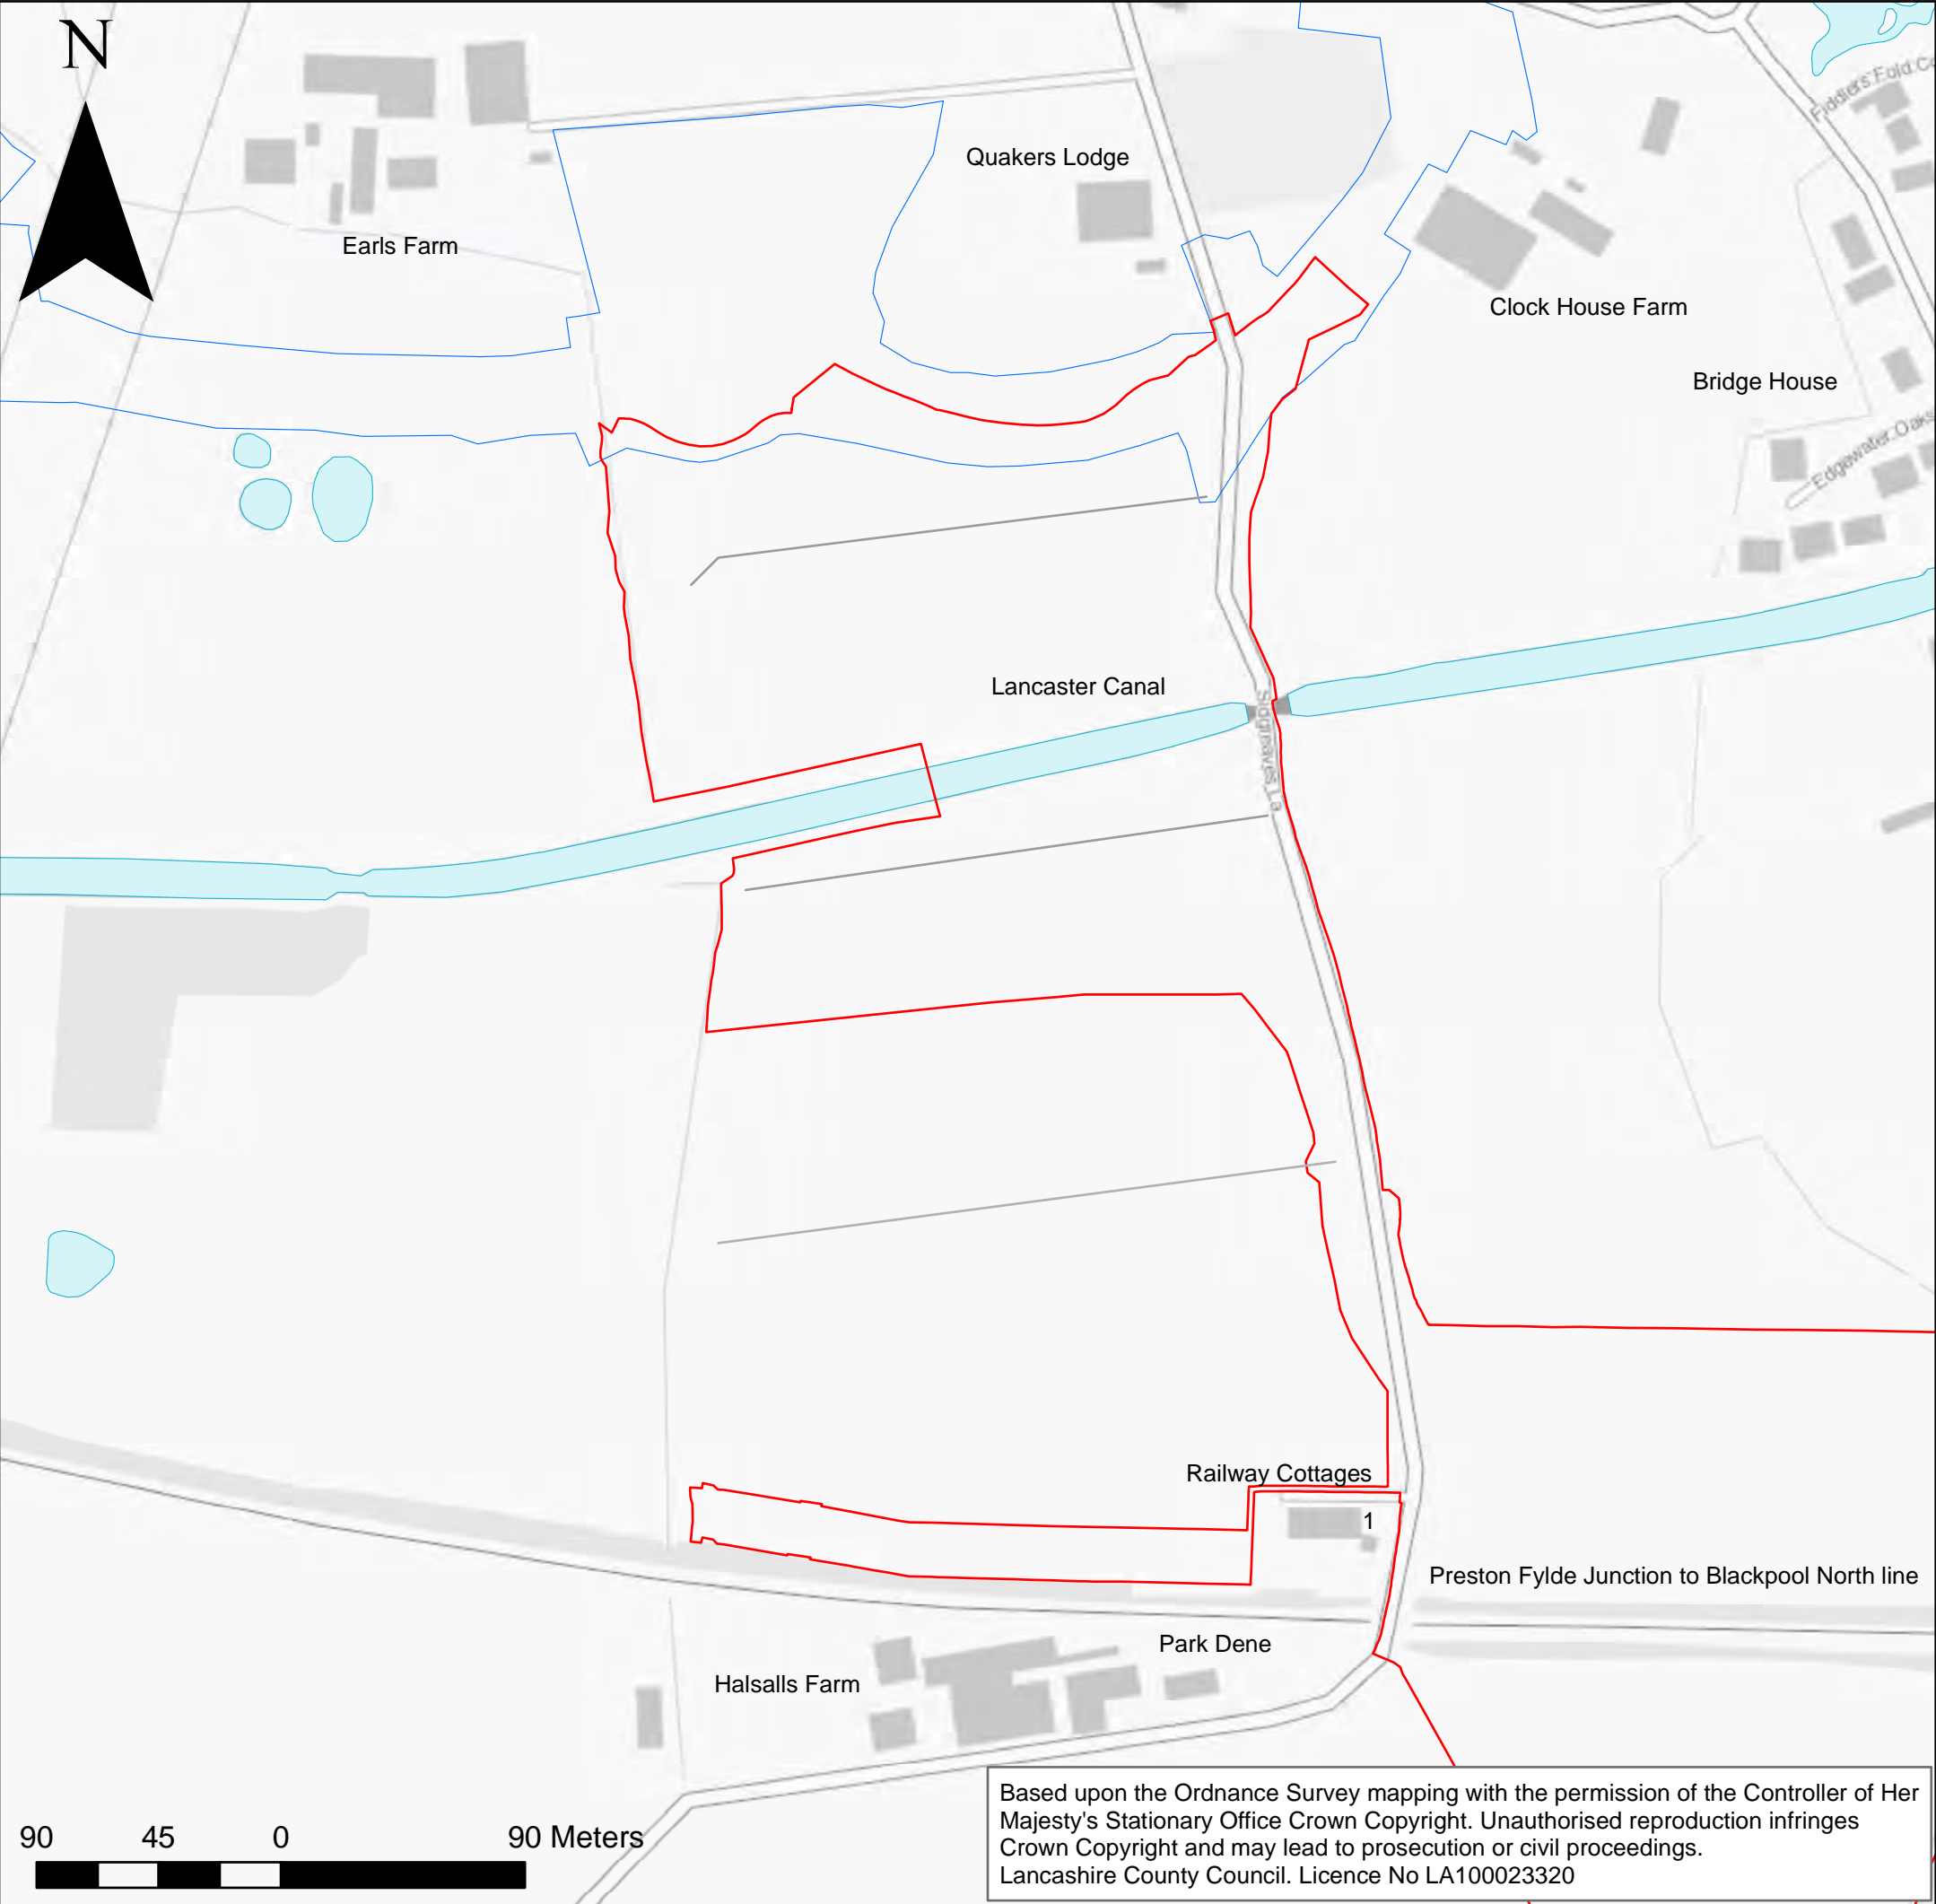 N
Fiddlers Fold
Quakers Lodge
Earls Farm
Clock House Farm
Bridge House
Edgewater Oaks
Lancaster Canal
Sidgreaves La
Railway Cottages
1
Preston Fylde Junction to Blackpool North line
Park Dene
Halsalls Farm
90 45 0 90 Meters
Based upon the Ordnance Survey mapping with the permission of the Controller of Her
Majesty's Stationary Office Crown Copyright. Unauthorised reproduction infringes
Crown Copyright and may lead to prosecution or civil proceedings.
Lancashire County Council. Licence No LA100023320